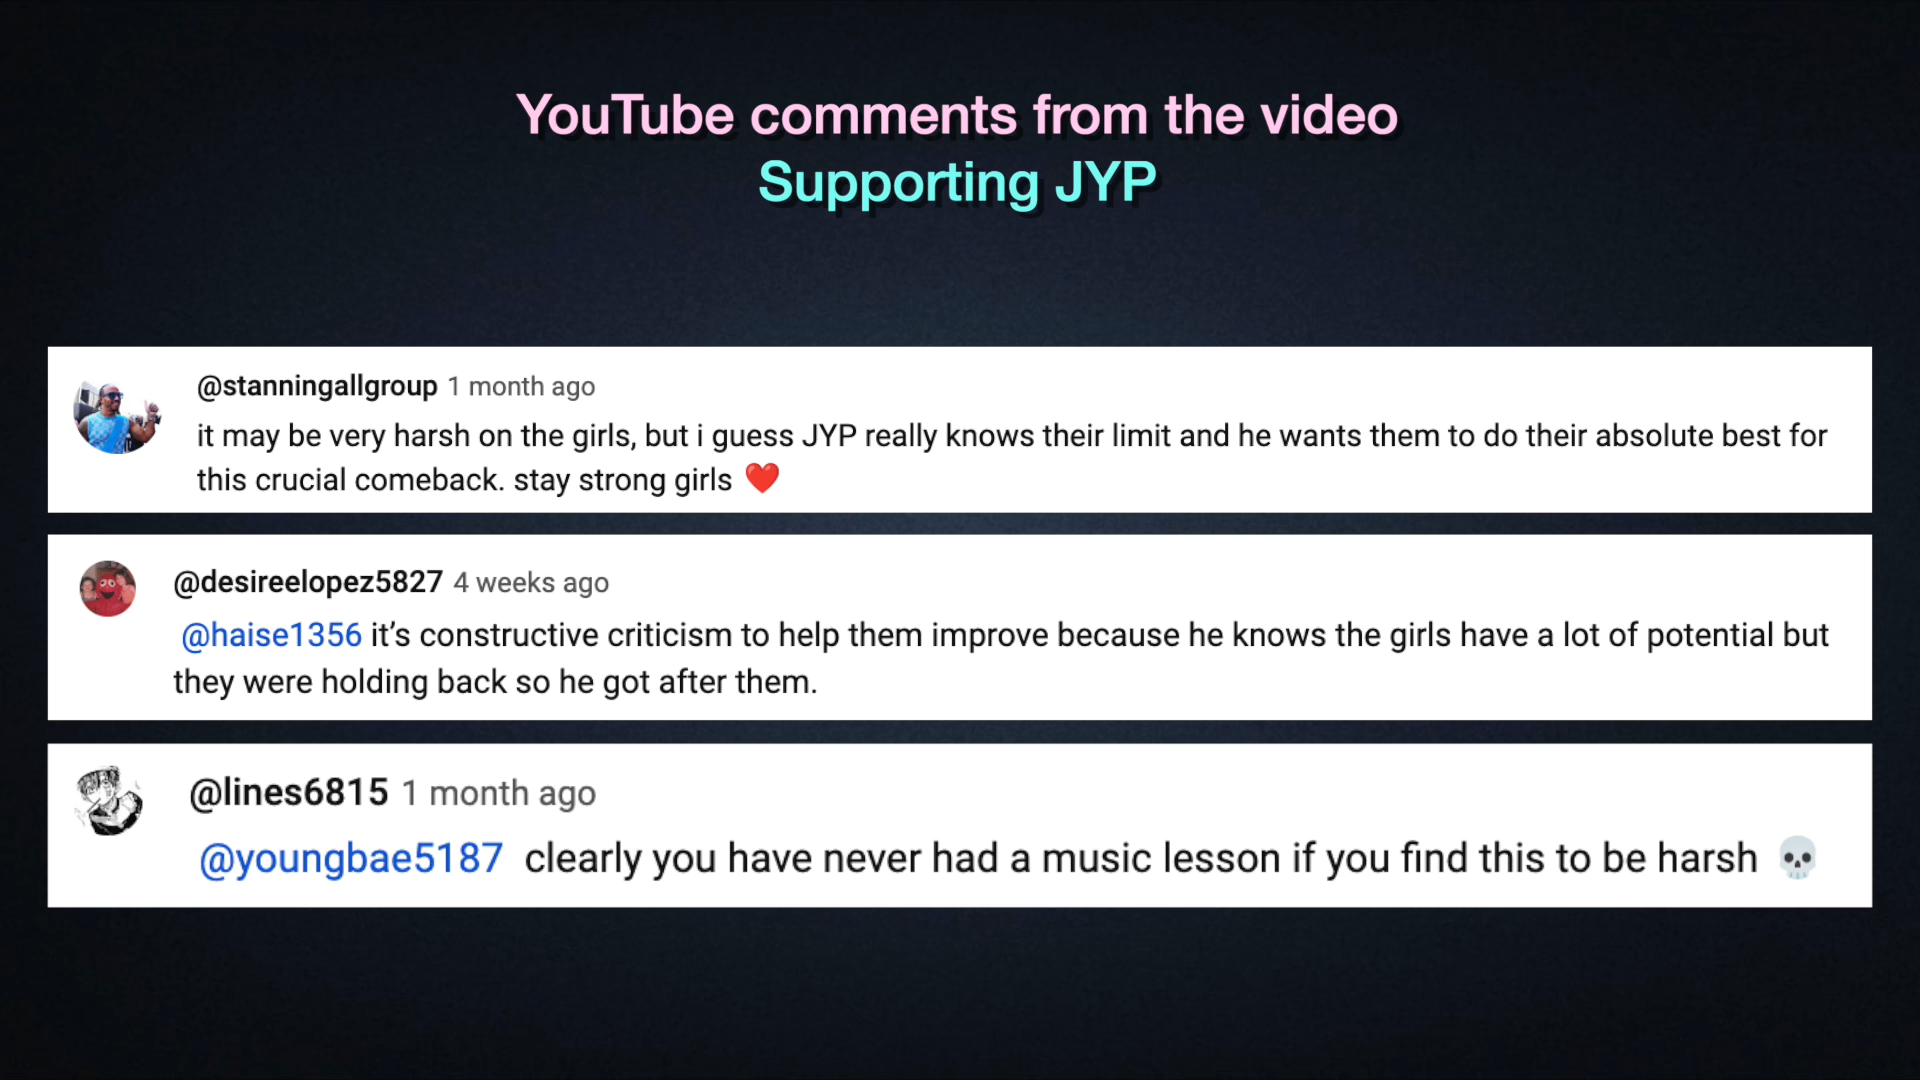 YouTube comments from the video
Supporting JYP
@stanningallgroup 1 month ago
it may be very harsh on the girls, but i guess JYP really knows their limit and he wants them to do their absolute best for
this crucial comeback. stay strong girls ❤️
@desireelopez5827 4 weeks ago
@haise1356 it’s constructive criticism to help them improve because he knows the girls have a lot of potential but
they were holding back so he got after them.
@lines6815 1 month ago
@youngbae5187 clearly you have never had a music lesson if you find this to be harsh 💀